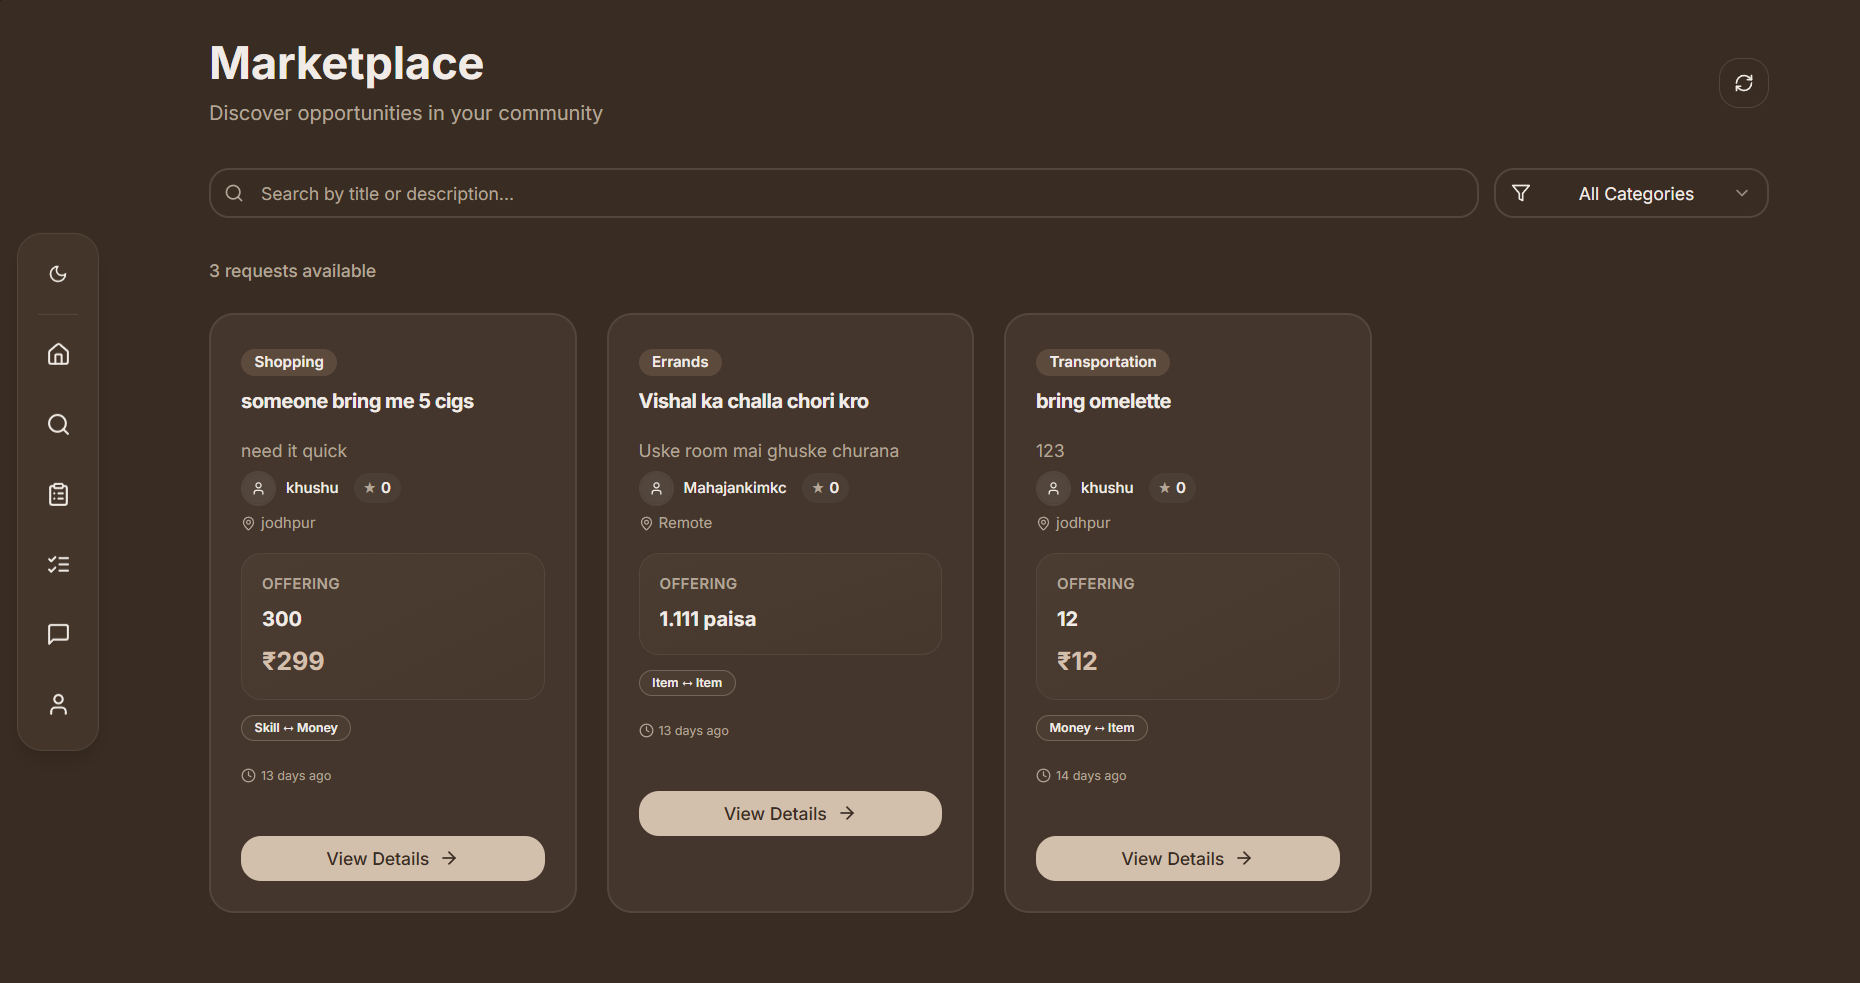 Marketplace
Discover opportunities in your community
Search by title or description...
All Categories
3 requests available
Shopping
someone bring me 5 cigs
need it quick
khushu
★ 0
jodhpur
OFFERING
300
₹299
Skill ↔ Money
13 days ago
View Details →
Errands
Vishal ka challa chori kro
Uske room mai ghuske churana
Mahajankimkc
★ 0
Remote
OFFERING
1.111 paisa
Item ↔ Item
13 days ago
View Details →
Transportation
bring omelette
123
khushu
★ 0
jodhpur
OFFERING
12
₹12
Money ↔ Item
14 days ago
View Details →